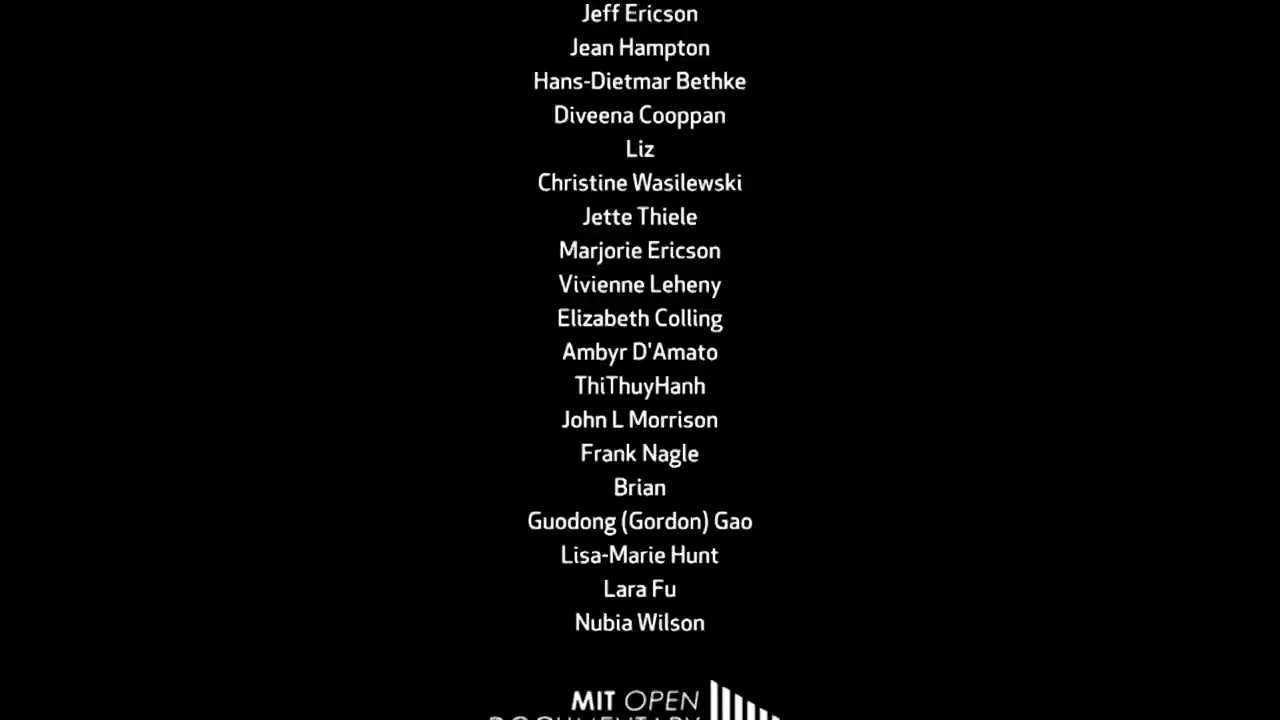 Jeff Ericson
Jean Hampton
Hans-Dietmar Bethke
Diveena Cooppan
Liz
Christine Wasilewski
Jette Thiele
Marjorie Ericson
Vivienne Leheny
Elizabeth Colling
Ambyr D'Amato
ThiThuyHanh
John L Morrison
Frank Nagle
Brian
Guodong (Gordon) Gao
Lisa-Marie Hunt
Lara Fu
Nubia Wilson
MIT OPEN
DOCUMENTARY